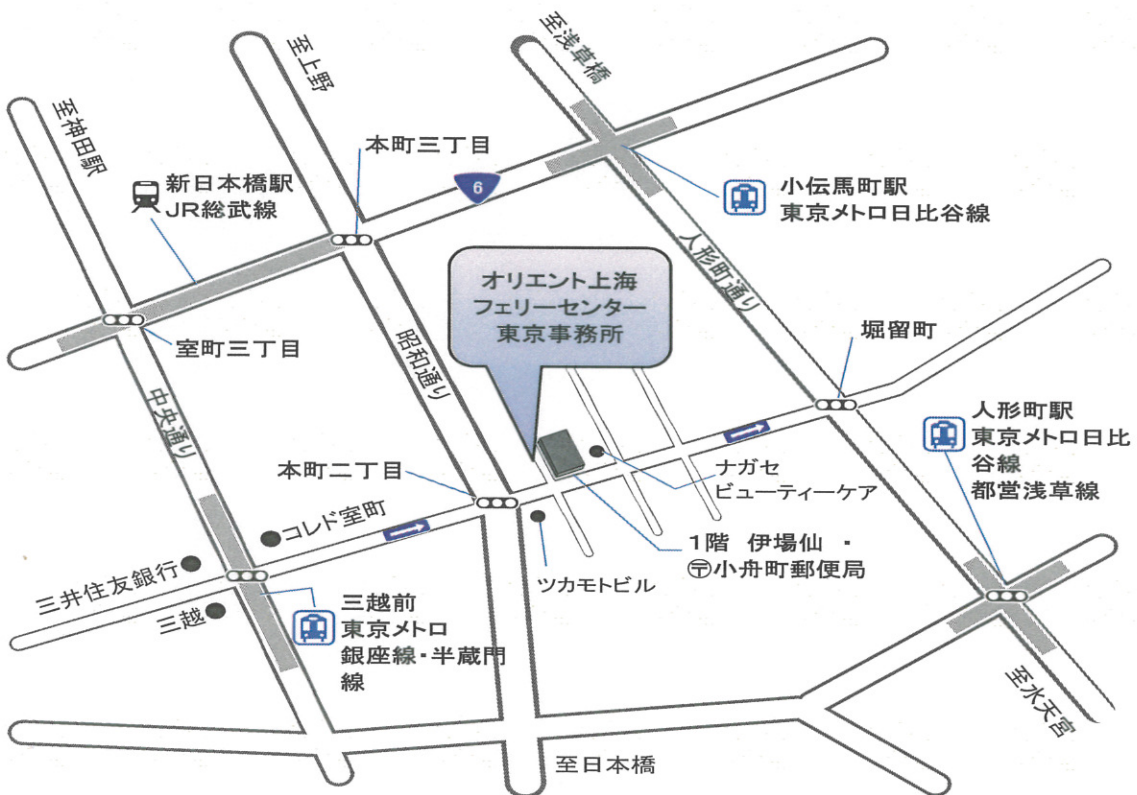 至浅草橋
至上野
至神田駅
本町三丁目
6
新日本橋駅
JR総武線
小伝馬町駅
東京メトロ日比谷線
人形町通り
オリエント上海
フェリーセンター
東京事務所
室町三丁目
昭和通り
堀留町
中央通り
人形町駅
東京メトロ日比
谷線
都営浅草線
本町二丁目
ナガセ
ビューティーケア
コレド室町
1階 伊場仙 ・
〶小舟町郵便局
三井住友銀行
ツカモトビル
三越
三越前
東京メトロ
銀座線・半蔵門
線
至水天宮
至日本橋